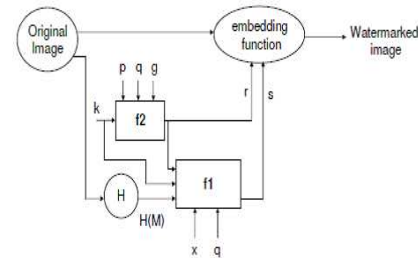 Original
Image
embedding
function
Watermarked
image
p q g
r
s
k
f2
f1
H
H(M)
x q